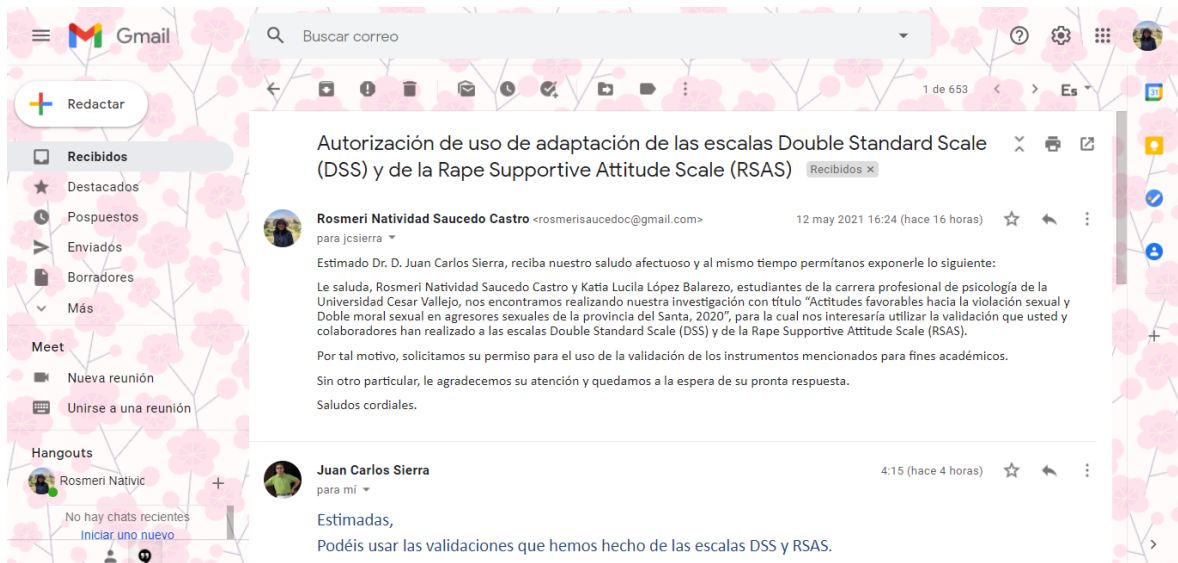 Gmail
Buscar correo
Redactar
1 de 653
Es
31
Recibidos
Destacados
Pospuestos
Enviados
Borradores
Más
Meet
Nueva reunión
Unirse a una reunión
Hangouts
Rosmeri Nativic
No hay chats recientes
Iniciar uno nuevo
Autorización de uso de adaptación de las escalas Double Standard Scale
(DSS) y de la Rape Supportive Attitude Scale (RSAS) Recibidos ×
Rosmeri Natividad Saucedo Castro <rosmerisaucedoc@gmail.com> 12 may 2021 16:24 (hace 16 horas)
para jcsierra
Estimado Dr. D. Juan Carlos Sierra, reciba nuestro saludo afectuoso y al mismo tiempo permítanos exponerle lo siguiente:
Le saluda, Rosmeri Natividad Saucedo Castro y Katia Lucila López Balarezo, estudiantes de la carrera profesional de psicología de la
Universidad Cesar Vallejo, nos encontramos realizando nuestra investigación con título “Actitudes favorables hacia la violación sexual y
Doble moral sexual en agresores sexuales de la provincia del Santa, 2020”, para la cual nos interesaría utilizar la validación que usted y
colaboradores han realizado a las escalas Double Standard Scale (DSS) y de la Rape Supportive Attitude Scale (RSAS).
Por tal motivo, solicitamos su permiso para el uso de la validación de los instrumentos mencionados para fines académicos.
Sin otro particular, le agradecemos su atención y quedamos a la espera de su pronta respuesta.
Saludos cordiales.
Juan Carlos Sierra 4:15 (hace 4 horas)
para mí
Estimadas,
Podéis usar las validaciones que hemos hecho de las escalas DSS y RSAS.